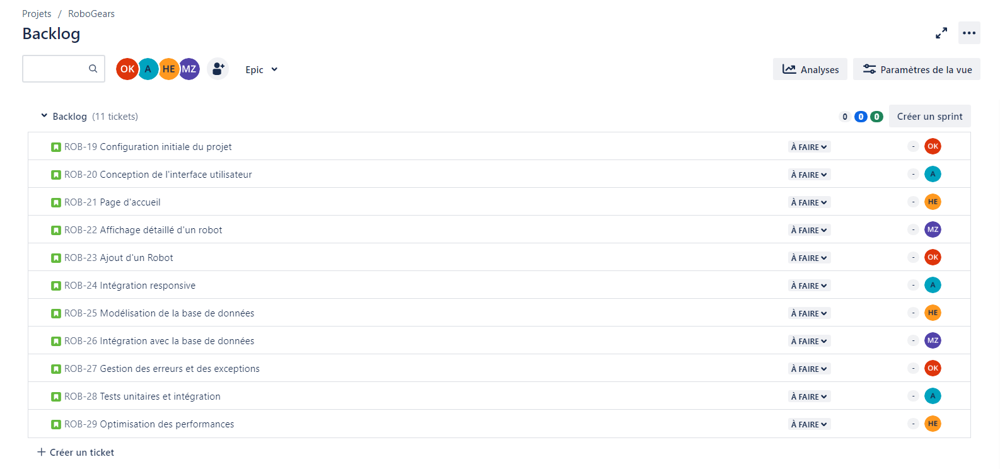 Projets / RoboGears
Backlog
OK A HE MZ Epic Analyses Paramètres de la vue
Backlog (11 tickets) 0 0 0 Créer un sprint
ROB-19 Configuration initiale du projet À FAIRE - OK
ROB-20 Conception de l'interface utilisateur À FAIRE - A
ROB-21 Page d'accueil À FAIRE - HE
ROB-22 Affichage détaillé d'un robot À FAIRE - MZ
ROB-23 Ajout d'un Robot À FAIRE - OK
ROB-24 Intégration responsive À FAIRE - A
ROB-25 Modélisation de la base de données À FAIRE - HE
ROB-26 Intégration avec la base de données À FAIRE - MZ
ROB-27 Gestion des erreurs et des exceptions À FAIRE - OK
ROB-28 Tests unitaires et intégration À FAIRE - A
ROB-29 Optimisation des performances À FAIRE - HE
+ Créer un ticket